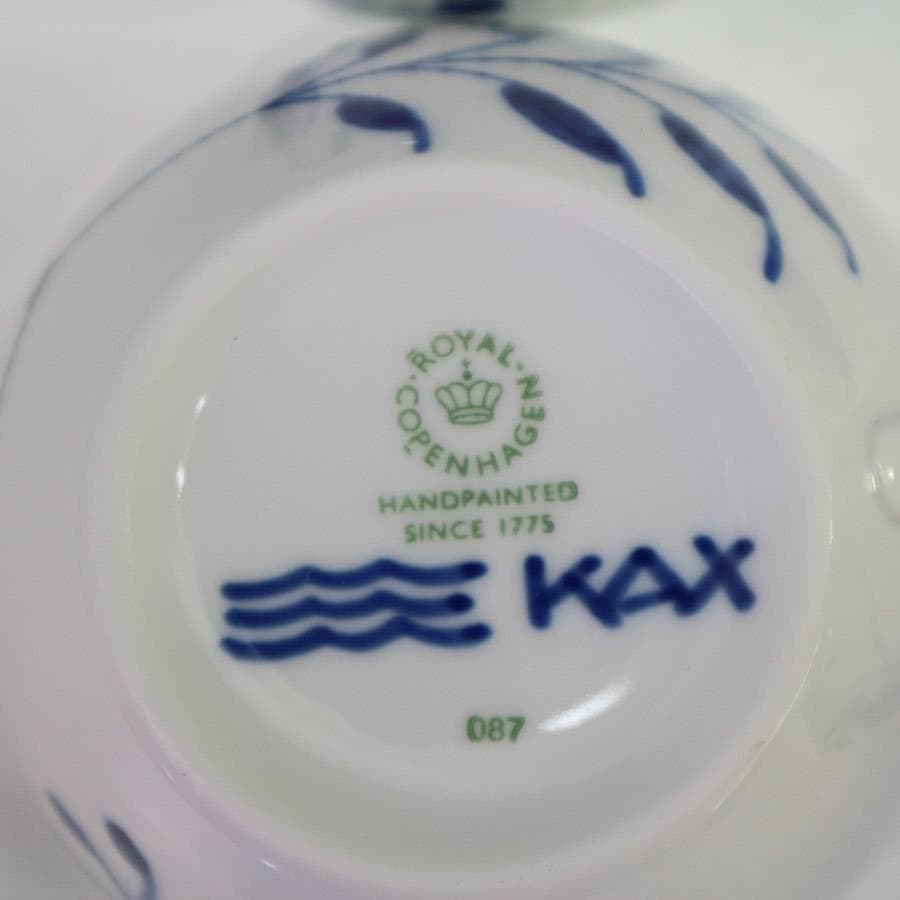 ROYAL
COPENHAGEN
HANDPAINTED
SINCE 1775
KAX
087